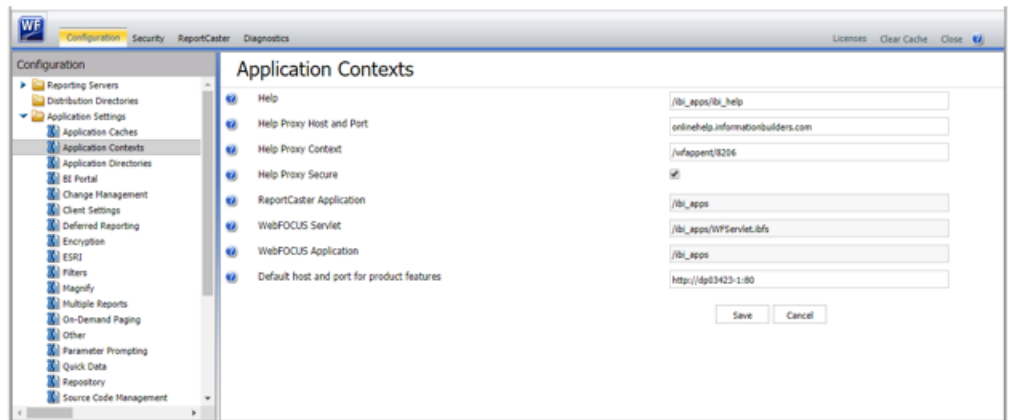 WF
Configuration Security ReportCaster Diagnostics Licenses Clear Cache Close
Configuration
Reporting Servers
Distribution Directories
Application Settings
Application Caches
Application Contexts
Application Directories
BI Portal
Change Management
Client Settings
Deferred Reporting
Encryption
ESRI
Filters
Magnify
Multiple Reports
On-Demand Paging
Other
Parameter Prompting
Quick Data
Repository
Source Code Management
Application Contexts
Help /ibi_apps/ibi_help
Help Proxy Host and Port onlinehelp.informationbuilders.com
Help Proxy Context /wfappent/8206
Help Proxy Secure
ReportCaster Application /ibi_apps
WebFOCUS Servlet /ibi_apps/WFServlet.ibfs
WebFOCUS Application /ibi_apps
Default host and port for product features http://dp03423-1:80
Save Cancel